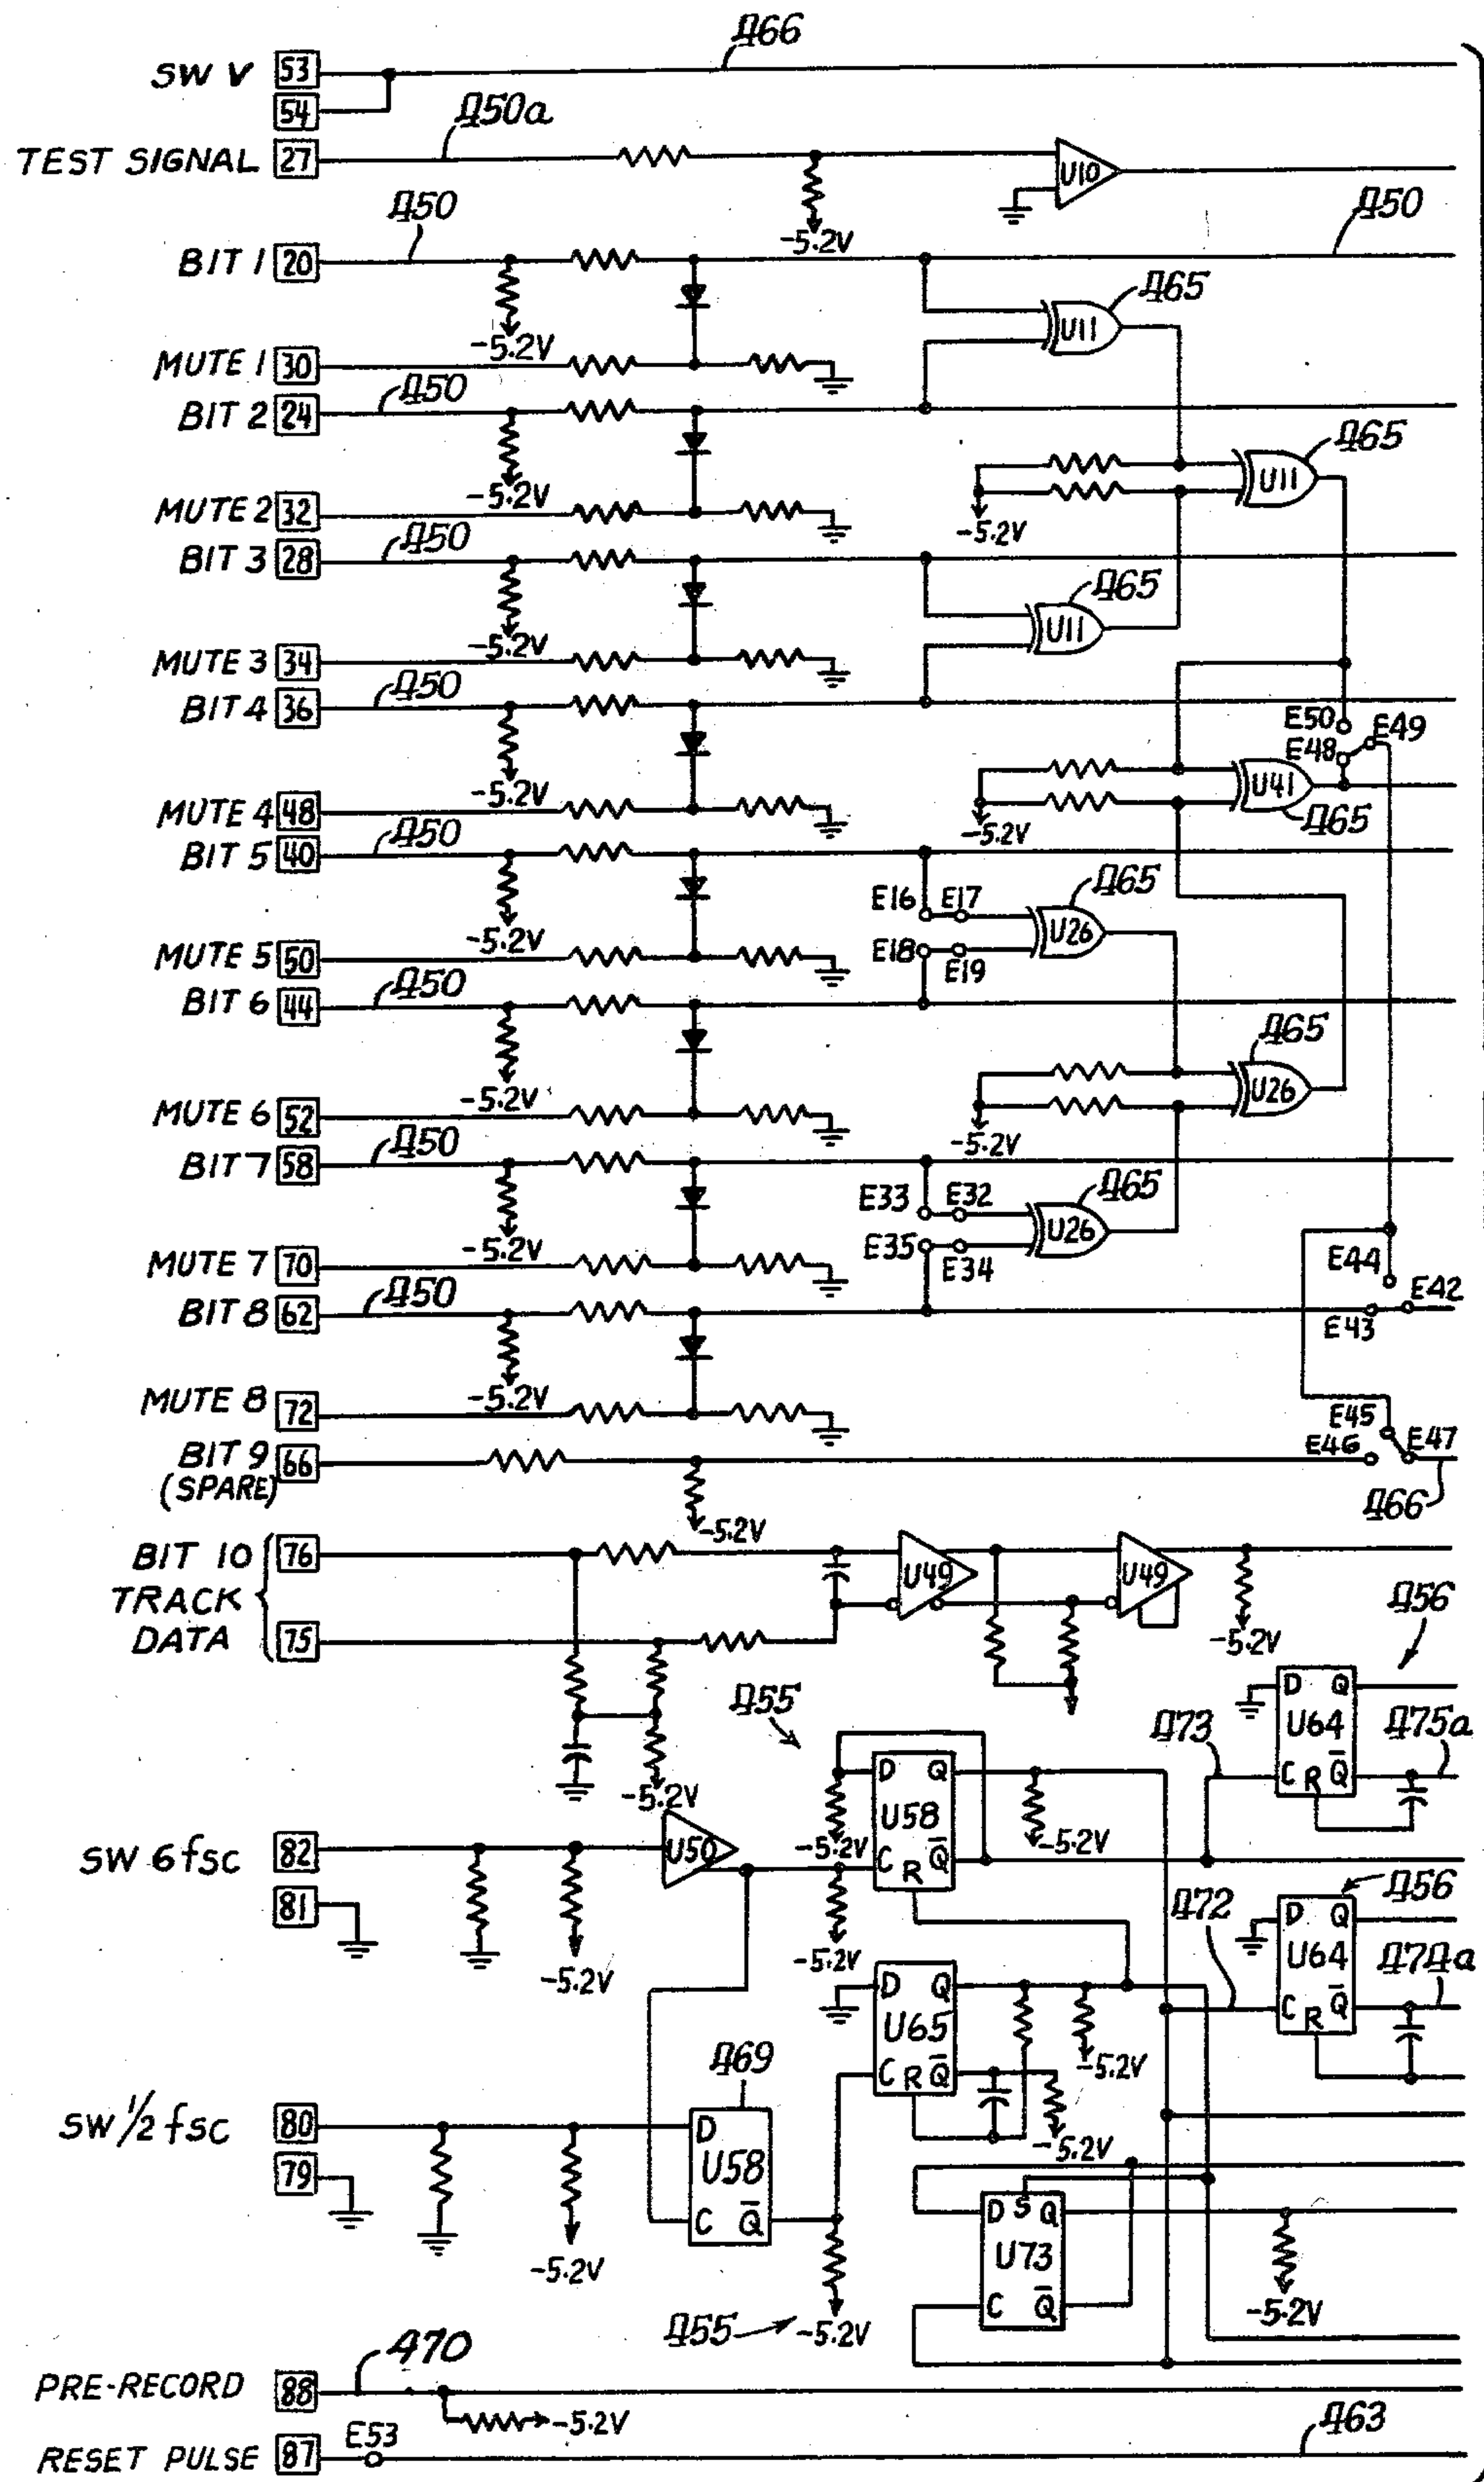 466
SW V 53
54
450a
TEST SIGNAL 27
U10
-5.2V
450
450
BIT 1 20
465
U11
-5.2V
MUTE 1 30
450
BIT 2 24
465
U11
-5.2V
-5.2V
MUTE 2 32
450
BIT 3 28
465
U11
-5.2V
MUTE 3 34
450
BIT 4 36
E50
E49
E48
U41
-5.2V
-5.2V
465
MUTE 4 48
450
BIT 5 40
465
E16 E17
U26
-5.2V
E18
E19
MUTE 5 50
450
BIT 6 44
465
U26
-5.2V
-5.2V
MUTE 6 52
450
BIT 7 58
465
E33 E32
U26
-5.2V
E35
E34
MUTE 7 70
E44
450
E42
BIT 8 62
E43
-5.2V
MUTE 8 72
E45
E46
E47
BIT 9 66
(SPARE)
466
-5.2V
BIT 10 76
U49
U49
TRACK
DATA 75
-5.2V
456
455
D Q
U64
473
475a
C R Q̄
-5.2V
D Q
U58
-5.2V
-5.2V
C R Q̄
SW 6fsc 82
U50
81
456
472
D Q
U64
474a
C R Q̄
-5.2V
-5.2V
D Q
U65
C R Q̄
-5.2V
-5.2V
469
SW 1/2 fsc 80
79
D
U58
C Q̄
-5.2V
D S Q
U73
C Q̄
-5.2V
455
-5.2V
470
PRE-RECORD 88
-5.2V
E53
463
RESET PULSE 87